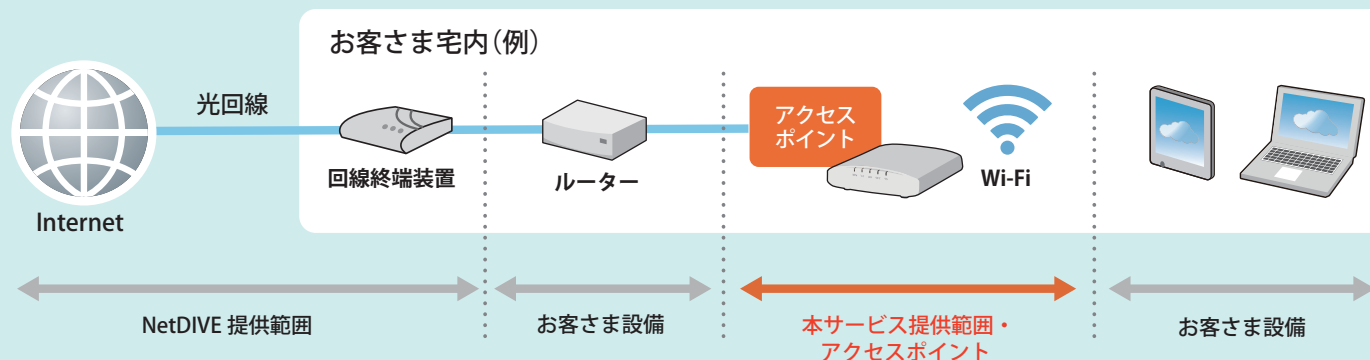 お客さま宅内（例）
光回線
アクセス
ポイント
回線終端装置
ルーター
Wi-Fi
Internet
NetDIVE 提供範囲
お客さま設備
本サービス提供範囲・
アクセスポイント
お客さま設備